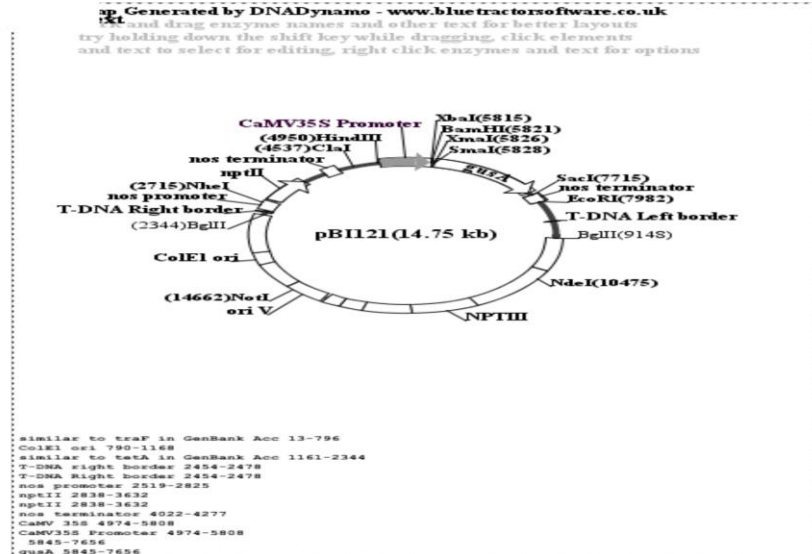 ap Generated by DNADynamo - www.bluetractorsoftware.co.uk
and drag enzyme names and other text for better layouts
try holding down the shift key while dragging, click elements
and text to select for editing, right click enzymes and text for options
CaMV35S Promoter
XbaI(5815)
BamHI(5821)
(4950)HindIII
XmaI(5826)
(4537)ClaI
SmaI(5828)
nos terminator
gusA
nptII
SacI(7715)
(2715)NheI
nos terminator
nos promoter
EcoRI(7982)
T-DNA Right border
T-DNA Left border
(2344)BglII
pBI121(14.75 kb)
BglII(9148)
ColE1 ori
NdeI(10475)
(14662)NotI
ori V
NPTIII
similar to traF in GenBank Acc 13-796
ColE1 ori 790-1168
similar to tetA in GenBank Acc 1161-2344
T-DNA right border 2454-2478
T-DNA Right border 2454-2478
nos promoter 2519-2825
nptII 2838-3632
nptII 2838-3632
nos terminator 4022-4277
CaMV 35S 4974-5808
CaMV35S Promoter 4974-5808
5845-7656
gusA 5845-7656